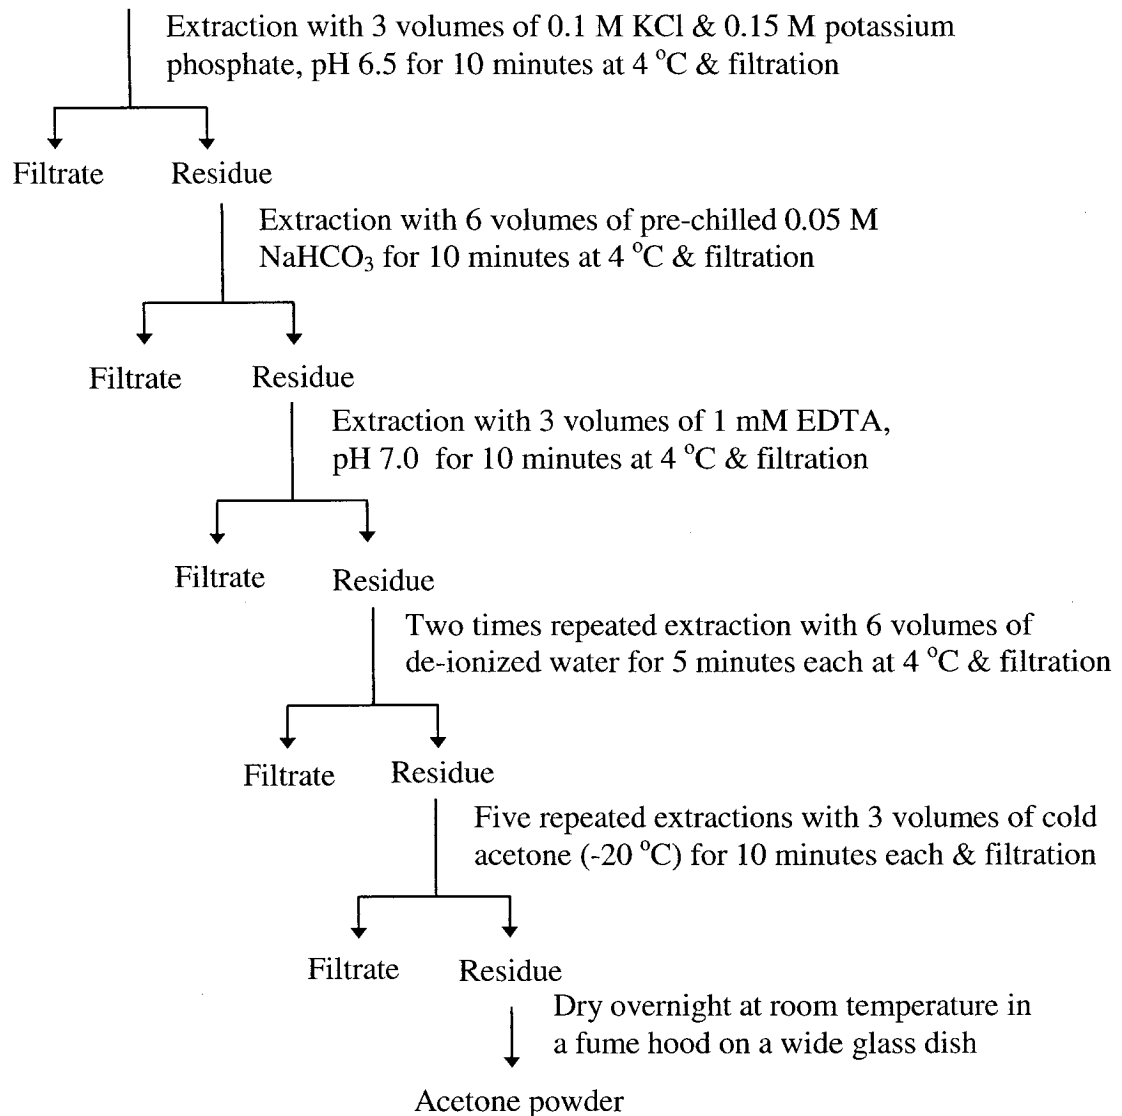 Extraction with 3 volumes of 0.1 M KCl & 0.15 M potassium
phosphate, pH 6.5 for 10 minutes at 4 °C & filtration
Filtrate Residue
Extraction with 6 volumes of pre-chilled 0.05 M
NaHCO₃ for 10 minutes at 4 °C & filtration
Filtrate Residue
Extraction with 3 volumes of 1 mM EDTA,
pH 7.0 for 10 minutes at 4 °C & filtration
Filtrate Residue
Two times repeated extraction with 6 volumes of
de-ionized water for 5 minutes each at 4 °C & filtration
Filtrate Residue
Five repeated extractions with 3 volumes of cold
acetone (-20 °C) for 10 minutes each & filtration
Filtrate Residue
Dry overnight at room temperature in
a fume hood on a wide glass dish
Acetone powder